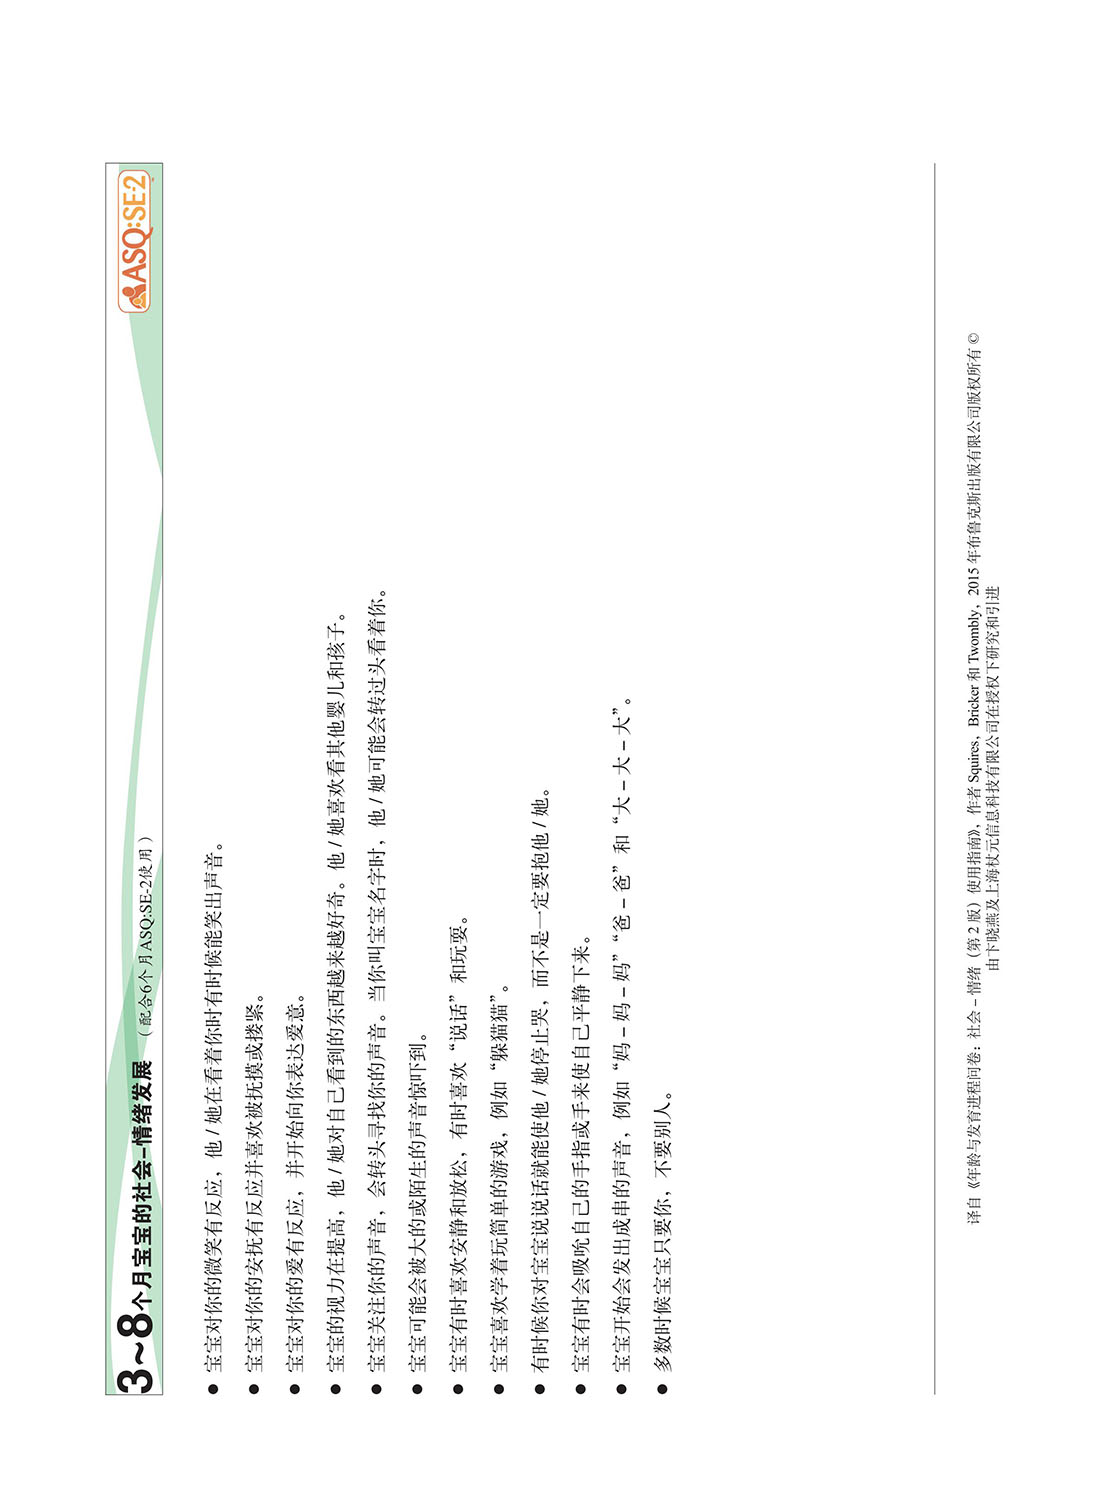 3~8个月宝宝的社会-情绪发展 （配合6个月ASQ:SE-2使用）
ASQ:SE-2
● 宝宝对你的微笑有反应，他 / 她在看着你时有时候能笑出声音。
● 宝宝对你的安抚有反应并喜欢被抚摸或搂紧。
● 宝宝对你的爱有反应，并开始向你表达爱意。
● 宝宝的视力在提高，他 / 她对自己看到的东西越来越好奇。他 / 她喜欢看其他婴儿和孩子。
● 宝宝关注你的声音，会转头寻找你的声音。当你叫宝宝名字时，他 / 她可能会转过头看着你。
● 宝宝可能会被大的或陌生的声音惊吓到。
● 宝宝有时喜欢安静和放松，有时喜欢“说话”和玩耍。
● 宝宝喜欢学着玩简单的游戏，例如“躲猫猫”。
● 有时候你对宝宝说说话就能使他 / 她停止哭，而不是一定要抱他 / 她。
● 宝宝有时会吸吮自己的手指或手来使自己平静下来。
● 宝宝开始会发出成串的声音，例如“妈 – 妈 – 妈”“爸 – 爸”和“大 – 大 – 大”。
● 多数时候宝宝只要你，不要别人。
译自《年龄与发育进程问卷：社会 – 情绪（第 2 版）使用指南》，作者 Squires，Bricker 和 Twombly，2015 年布鲁克斯出版有限公司版权所有 ©
由卞晓燕及上海杖元信息科技有限公司在授权下研究和引进